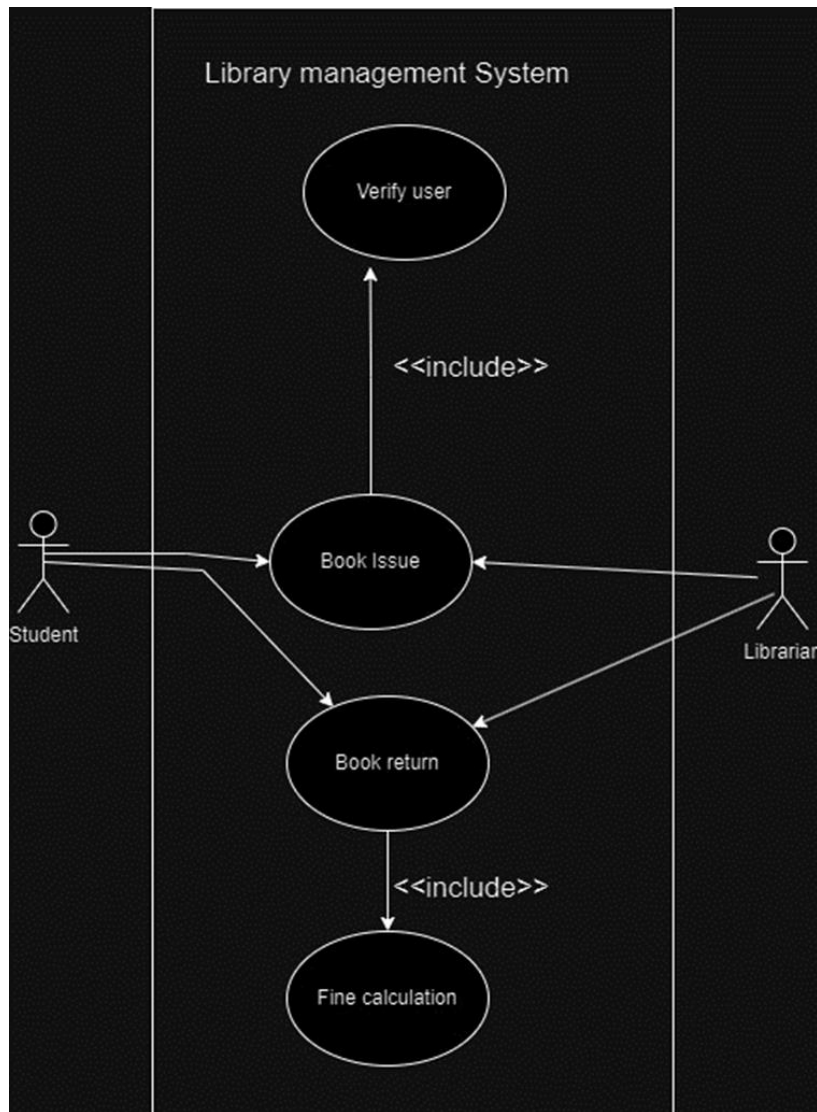 Library management System
Verify user
<<include>>
Book Issue
Student
Librarian
Book return
<<include>>
Fine calculation